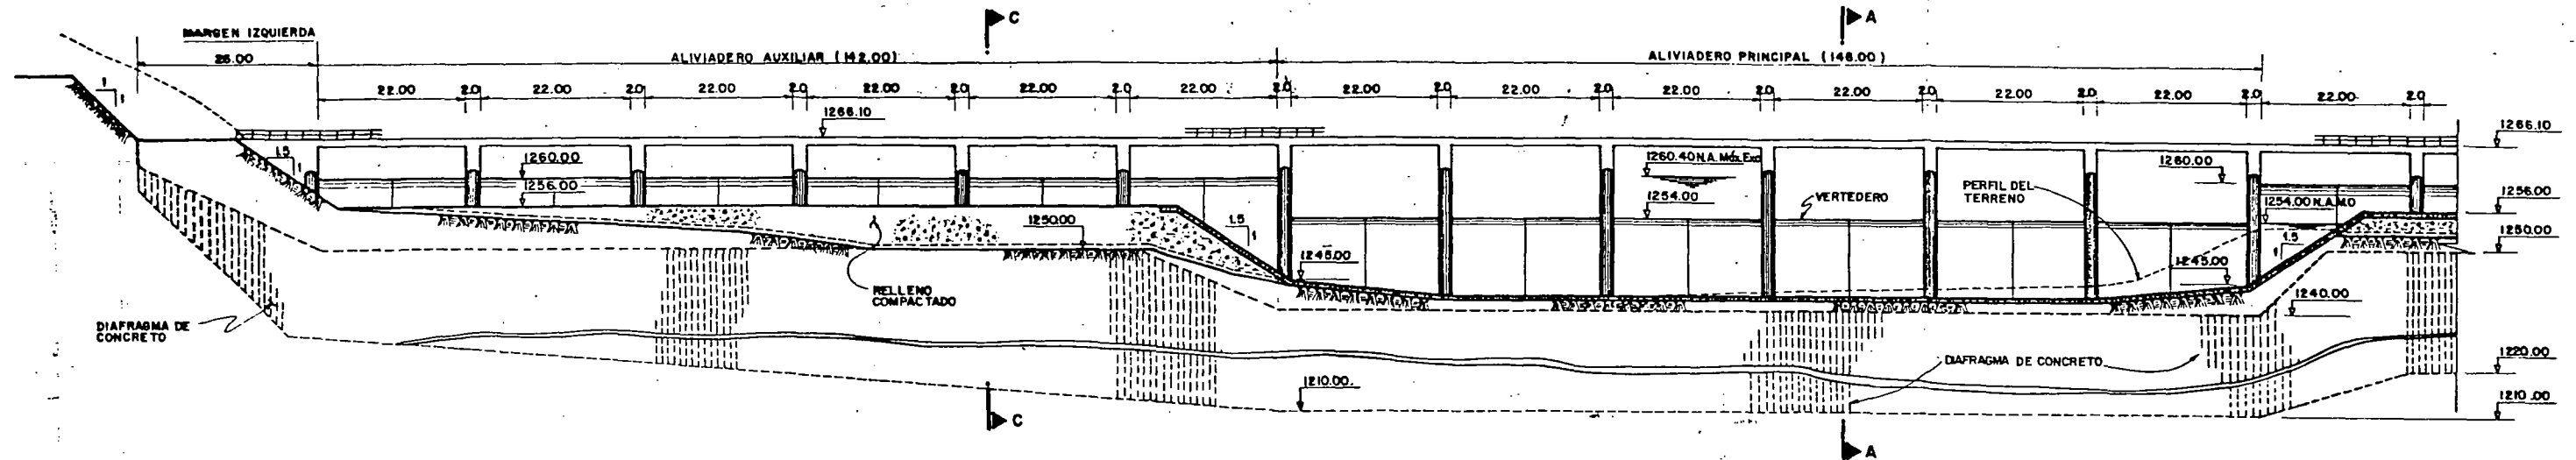 C
A
MARGEN IZQUIERDA
26.00
ALIVIADERO AUXILIAR (142.00)
ALIVIADERO PRINCIPAL (146.00)
22.00 2.0 22.00 2.0 22.00 2.0 22.00 2.0 22.00 2.0 22.00 2.0 22.00 2.0 22.00 2.0 22.00 2.0 22.00 2.0 22.00 2.0 22.00 2.0 22.00 2.0
1
1
1266.10
1266.10
1.5
1
1260.00
1256.00
1260.40 N.A. Máx. Exc
1254.00
VERTEDERO
PERFIL DEL
TERRENO
1260.00
1256.00
1254.00 N.A.M.O
1250.00
1250.00
1.5
1
1.5
1
1245.00
1245.00
1240.00
RELLENO
COMPACTADO
DIAFRAGMA DE
CONCRETO
DIAFRAGMA DE CONCRETO
1220.00
1210.00.
1210.00
C
A